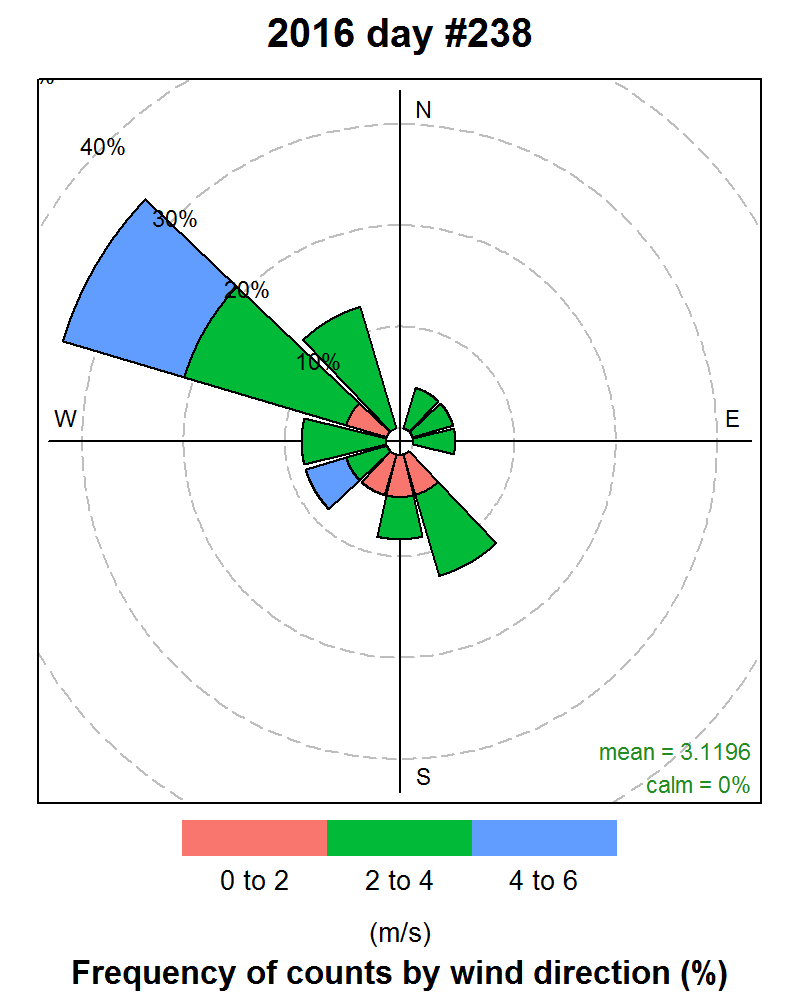 2016 day #238
%
N
40%
30%
20%
10%
W
E
S
mean = 3.1196
calm = 0%
0 to 2 2 to 4 4 to 6
(m/s)
Frequency of counts by wind direction (%)